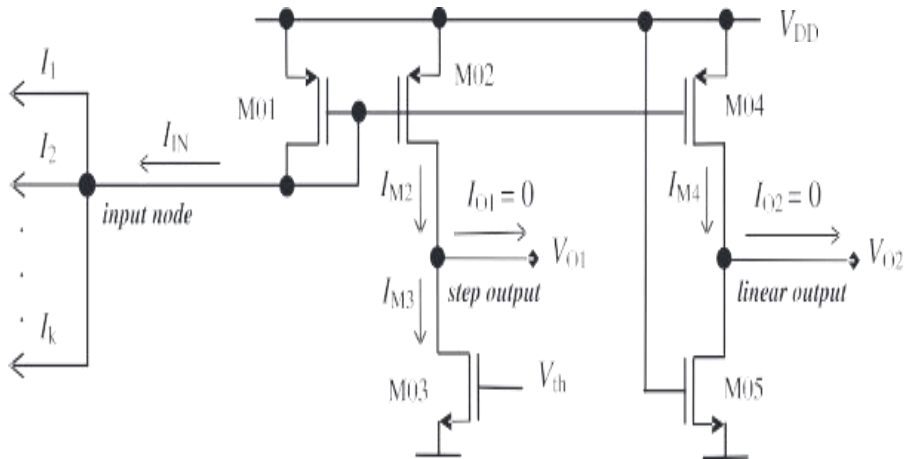 V_DD
I_1
M02
M01
M04
I_IN
I_2
I_M2
I_O1 = 0
I_M4
I_O2 = 0
input node
V_O1
V_O2
I_M3
step output
linear output
I_k
M03
V_th
M05